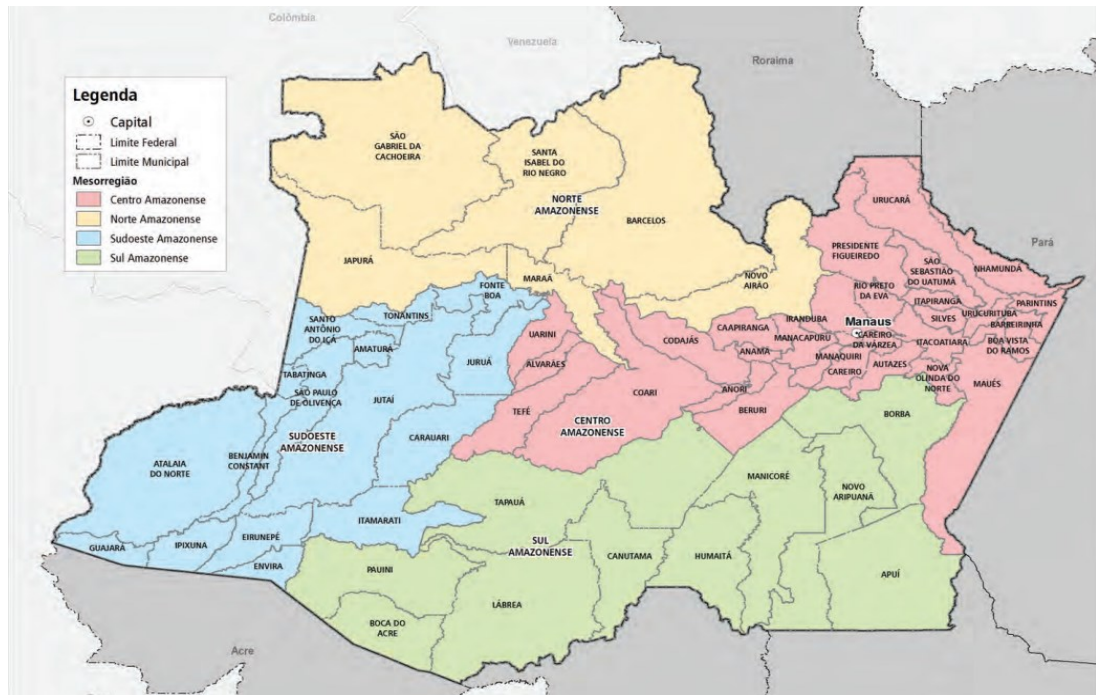 Colômbia
Venezuela
Roraima
Pará
Acre
Legenda
Capital
Limite Federal
Limite Municipal
Mesorregião
Centro Amazonense
Norte Amazonense
Sudoeste Amazonense
Sul Amazonense
SÃO
GABRIEL DA
CACHOEIRA
SANTA
ISABEL DO
RIO NEGRO
NORTE
AMAZONENSE
BARCELOS
JAPURÁ
MARAÃ
NOVO
AIRÃO
URUCARÁ
PRESIDENTE
FIGUEIREDO
SÃO
SEBASTIÃO
DO UATUMÃ
NHAMUNDÁ
RIO PRETO
DA EVA
ITAPIRANGA
PARINTINS
SILVES
URUCURITUBA
BARREIRINHA
BOA VISTA
DO RAMOS
IRANDUBA
Manaus
CAREIRO
DA VÁRZEA
ITACOATIARA
CAAPIRANGA
MANACAPURU
ANAMÃ
MANAQUIRI
CAREIRO
AUTAZES
NOVA
OLINDA DO
NORTE
MAUÉS
CODAJÁS
ANORI
BERURI
COARI
UARINI
ALVARÃES
TEFÉ
CENTRO
AMAZONENSE
FONTE
BOA
TONANTINS
SANTO
ANTÔNIO
DO IÇÁ
AMATURÁ
TABATINGA
SÃO PAULO
DE OLIVENÇA
JURUÁ
JUTAÍ
CARAUARI
SUDOESTE
AMAZONENSE
ATALAIA
DO NORTE
BENJAMIN
CONSTANT
ITAMARATI
GUAJARÁ
IPIXUNA
EIRUNEPÉ
ENVIRA
BORBA
MANICORÉ
NOVO
ARIPUANÃ
TAPAUÁ
SUL
AMAZONENSE
CANUTAMA
HUMAITÁ
APUÍ
PAUINI
LÁBREA
BOCA DO
ACRE